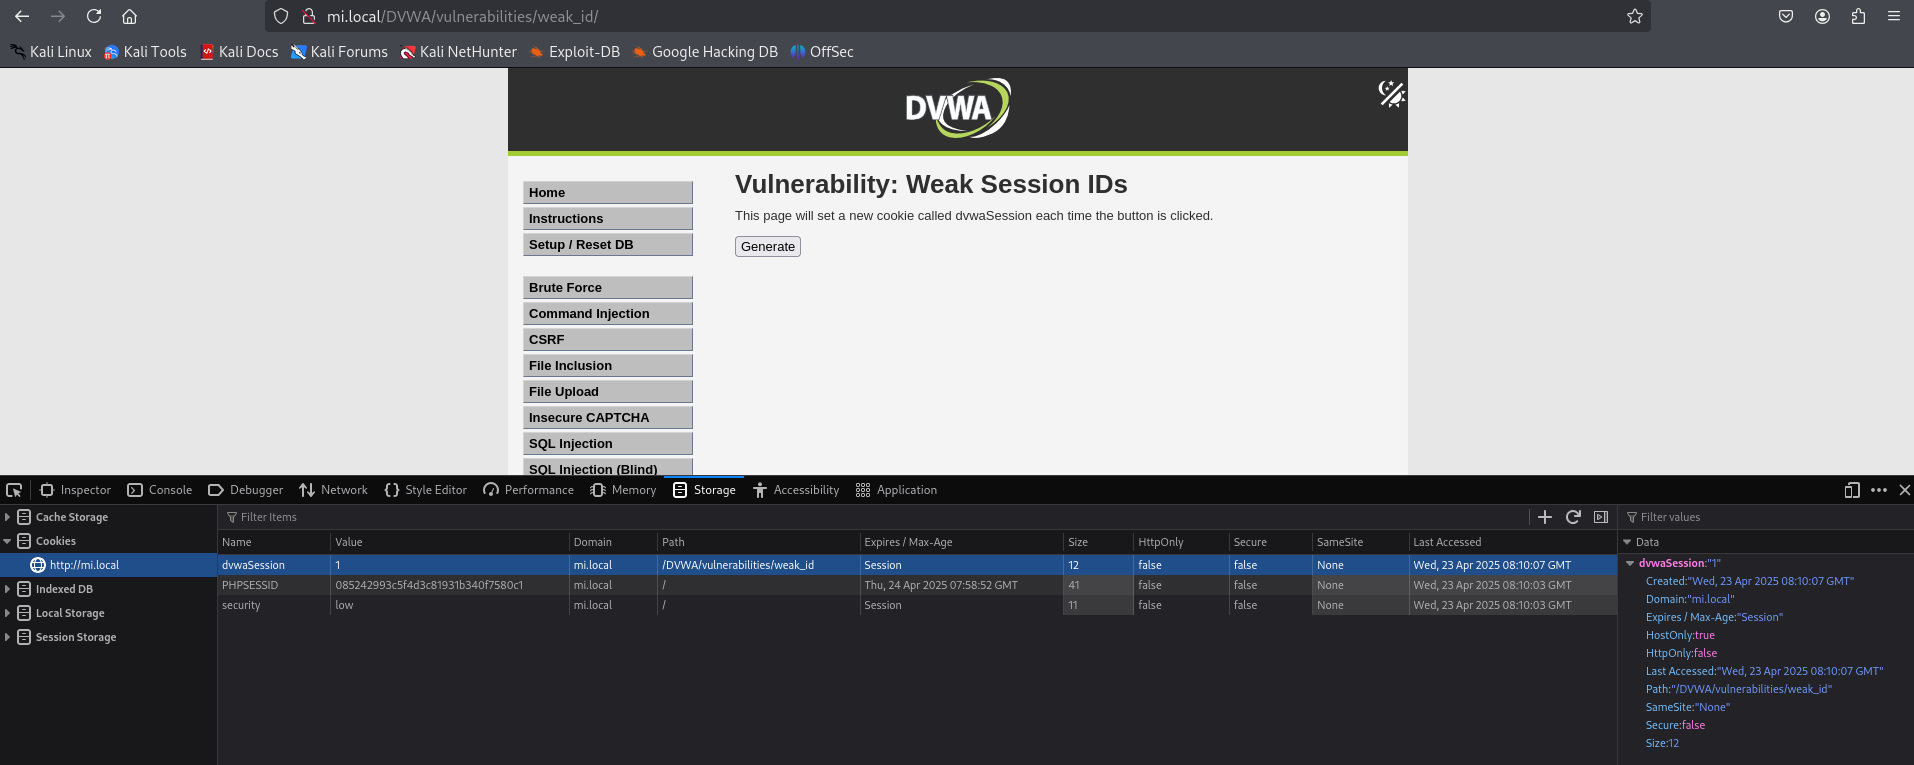 mi.local/DVWA/vulnerabilities/weak_id/
Kali Linux Kali Tools Kali Docs Kali Forums Kali NetHunter Exploit-DB Google Hacking DB OffSec
DVWA
Home
Instructions
Setup / Reset DB
Brute Force
Command Injection
CSRF
File Inclusion
File Upload
Insecure CAPTCHA
SQL Injection
SQL Injection (Blind)
Vulnerability: Weak Session IDs
This page will set a new cookie called dvwaSession each time the button is clicked.
Generate
Inspector Console Debugger Network Style Editor Performance Memory Storage Accessibility Application
Cache Storage
Cookies
http://mi.local
Indexed DB
Local Storage
Session Storage
Filter Items
Name Value Domain Path Expires / Max-Age Size HttpOnly Secure SameSite Last Accessed
dvwaSession 1 mi.local /DVWA/vulnerabilities/weak_id Session 12 false false None Wed, 23 Apr 2025 08:10:07 GMT
PHPSESSID 085242993c5f4d3c81931b340f7580c1 mi.local / Thu, 24 Apr 2025 07:58:52 GMT 41 false false None Wed, 23 Apr 2025 08:10:03 GMT
security low mi.local / Session 11 false false None Wed, 23 Apr 2025 08:10:03 GMT
Filter values
Data
dvwaSession:"1"
Created:"Wed, 23 Apr 2025 08:10:07 GMT"
Domain:"mi.local"
Expires / Max-Age:"Session"
HostOnly:true
HttpOnly:false
Last Accessed:"Wed, 23 Apr 2025 08:10:07 GMT"
Path:"/DVWA/vulnerabilities/weak_id"
SameSite:"None"
Secure:false
Size:12